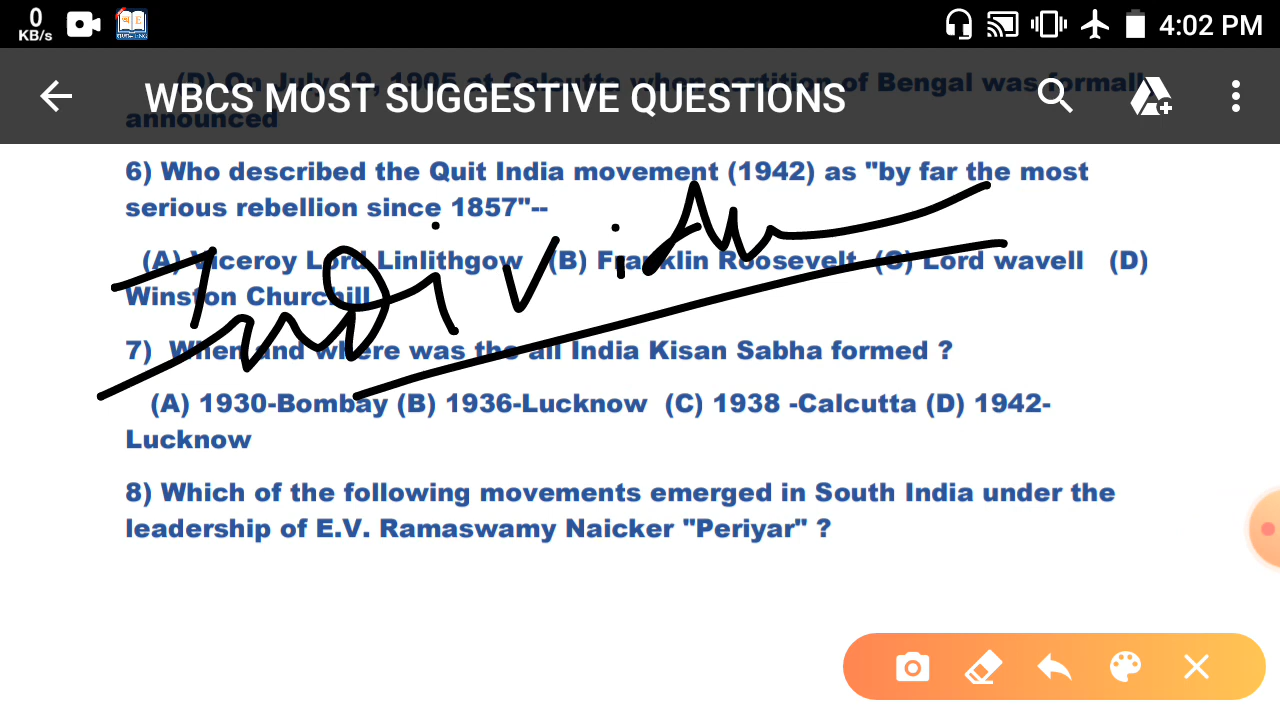 0
KB/s
4:02 PM
(D) On July 19, 1905 at Calcutta when partition of Bengal was formall
WBCS MOST SUGGESTIVE QUESTIONS
announced
6) Who described the Quit India movement (1942) as "by far the most
serious rebellion since 1857"--
(A) Viceroy Lord Linlithgow (B) Franklin Roosevelt (C) Lord wavell (D)
Winston Churchill
7) When and where was the all India Kisan Sabha formed ?
(A) 1930-Bombay (B) 1936-Lucknow (C) 1938 -Calcutta (D) 1942-
Lucknow
8) Which of the following movements emerged in South India under the
leadership of E.V. Ramaswamy Naicker "Periyar" ?